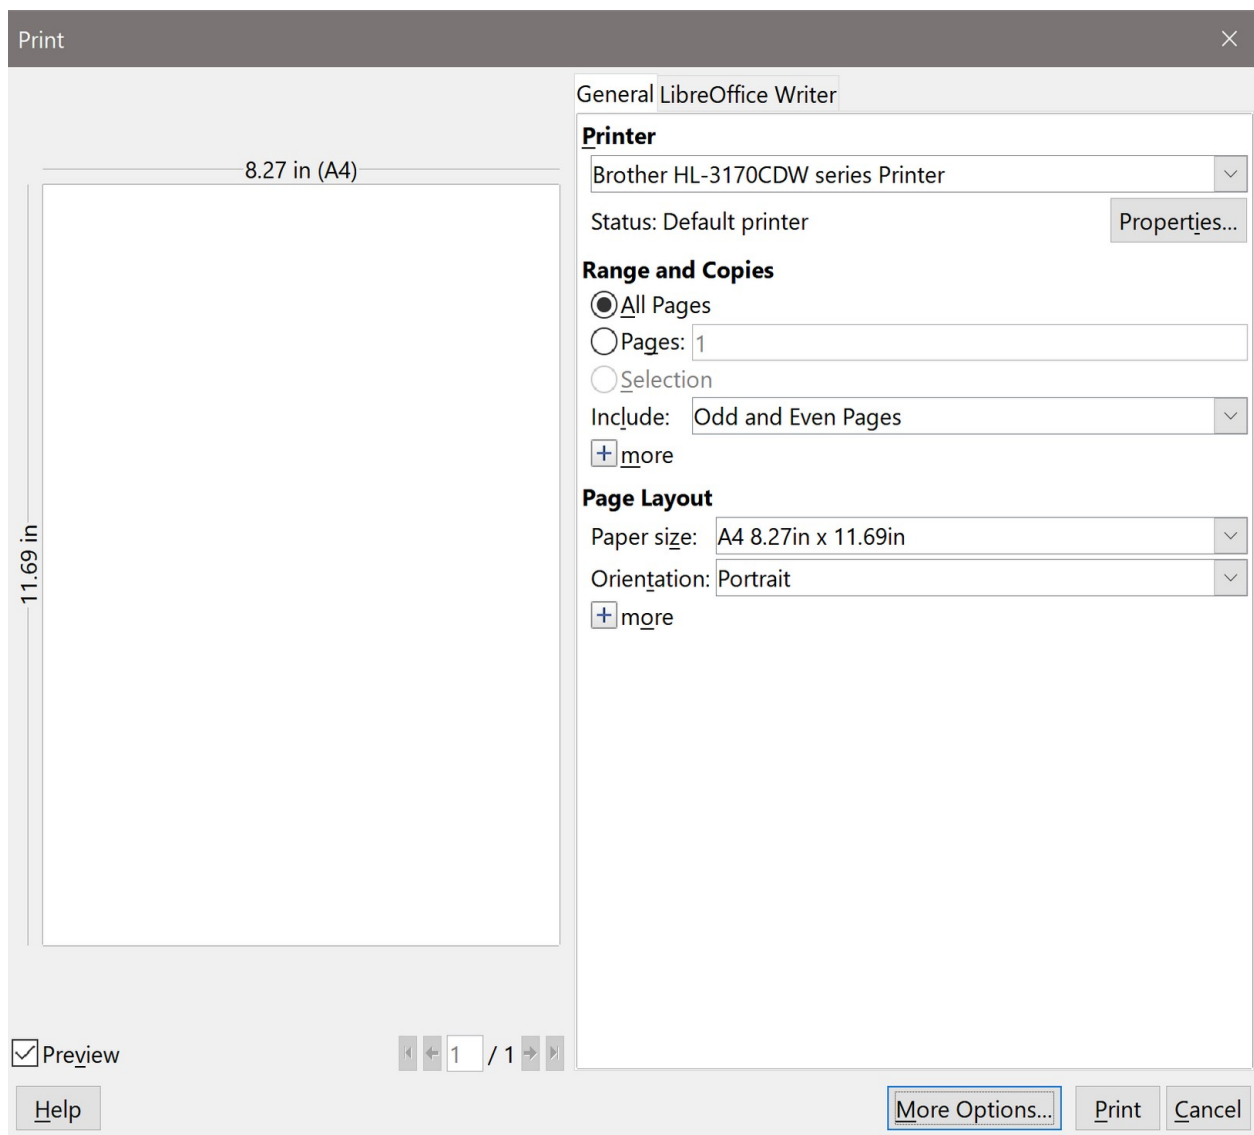 Print
General LibreOffice Writer
Printer
8.27 in (A4)
Brother HL-3170CDW series Printer
Status: Default printer
Properties...
Range and Copies
All Pages
Pages: 1
Selection
Include: Odd and Even Pages
more
Page Layout
11.69 in
Paper size: A4 8.27in x 11.69in
Orientation: Portrait
more
Preview
1 / 1
Help
More Options...
Print
Cancel